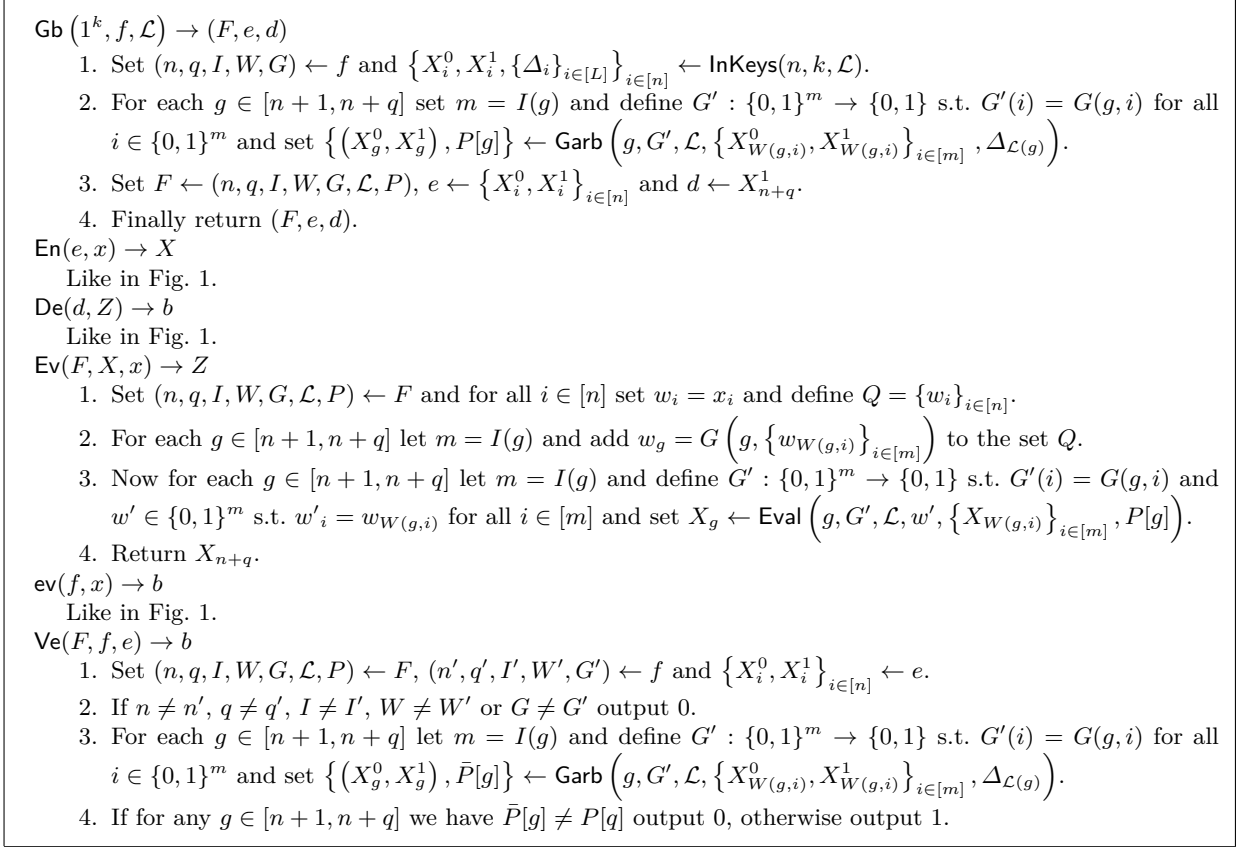 Gb (1^k, f, ℒ) → (F, e, d)
1. Set (n, q, I, W, G) ← f and {X_i^0, X_i^1, {Δ_i}_{i∈[L]}}_{i∈[n]} ← InKeys(n, k, ℒ).
2. For each g ∈ [n + 1, n + q] set m = I(g) and define G′ : {0, 1}^m → {0, 1} s.t. G′(i) = G(g, i) for all
i ∈ {0, 1}^m and set {(X_g^0, X_g^1), P[g]} ← Garb (g, G′, ℒ, {X_{W(g,i)}^0, X_{W(g,i)}^1}_{i∈[m]}, Δ_{ℒ(g)}).
3. Set F ← (n, q, I, W, G, ℒ, P), e ← {X_i^0, X_i^1}_{i∈[n]} and d ← X_{n+q}^1.
4. Finally return (F, e, d).
En(e, x) → X
Like in Fig. 1.
De(d, Z) → b
Like in Fig. 1.
Ev(F, X, x) → Z
1. Set (n, q, I, W, G, ℒ, P) ← F and for all i ∈ [n] set w_i = x_i and define Q = {w_i}_{i∈[n]}.
2. For each g ∈ [n + 1, n + q] let m = I(g) and add w_g = G (g, {w_{W(g,i)}}_{i∈[m]}) to the set Q.
3. Now for each g ∈ [n + 1, n + q] let m = I(g) and define G′ : {0, 1}^m → {0, 1} s.t. G′(i) = G(g, i) and
w′ ∈ {0, 1}^m s.t. w′_i = w_{W(g,i)} for all i ∈ [m] and set X_g ← Eval (g, G′, ℒ, w′, {X_{W(g,i)}}_{i∈[m]}, P[g]).
4. Return X_{n+q}.
ev(f, x) → b
Like in Fig. 1.
Ve(F, f, e) → b
1. Set (n, q, I, W, G, ℒ, P) ← F, (n′, q′, I′, W′, G′) ← f and {X_i^0, X_i^1}_{i∈[n]} ← e.
2. If n ≠ n′, q ≠ q′, I ≠ I′, W ≠ W′ or G ≠ G′ output 0.
3. For each g ∈ [n + 1, n + q] let m = I(g) and define G′ : {0, 1}^m → {0, 1} s.t. G′(i) = G(g, i) for all
i ∈ {0, 1}^m and set {(X_g^0, X_g^1), P̄[g]} ← Garb (g, G′, ℒ, {X_{W(g,i)}^0, X_{W(g,i)}^1}_{i∈[m]}, Δ_{ℒ(g)}).
4. If for any g ∈ [n + 1, n + q] we have P̄[g] ≠ P[q] output 0, otherwise output 1.